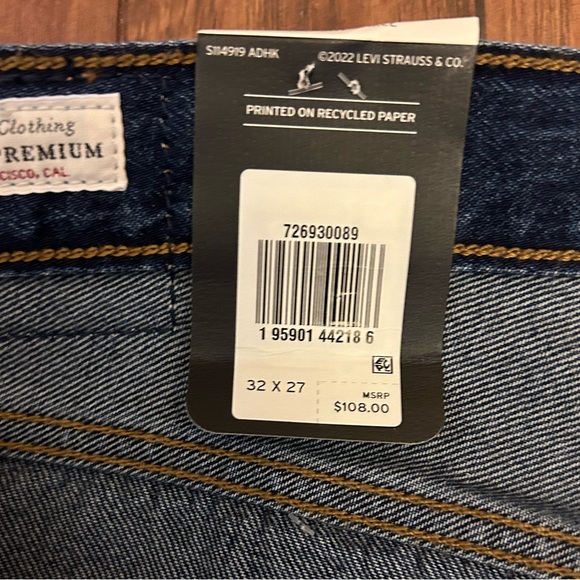 S114919 ADHK ©2022 LEVI STRAUSS & CO.
PRINTED ON RECYCLED PAPER
Clothing
PREMIUM
CISCO, CAL
726930089
1 95901 44218 6
32 X 27
MSRP
$108.00